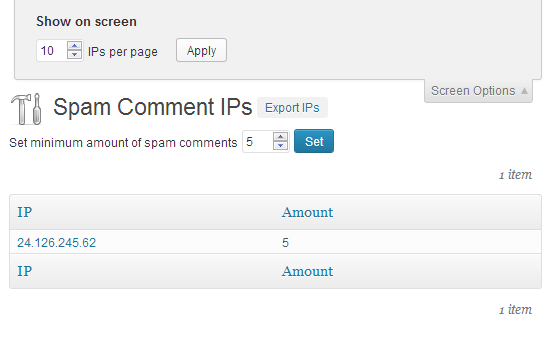 Show on screen
10 IPs per page Apply
Screen Options
Spam Comment IPs Export IPs
Set minimum amount of spam comments 5 Set
1 item
IP Amount
24.126.245.62 5
IP Amount
1 item